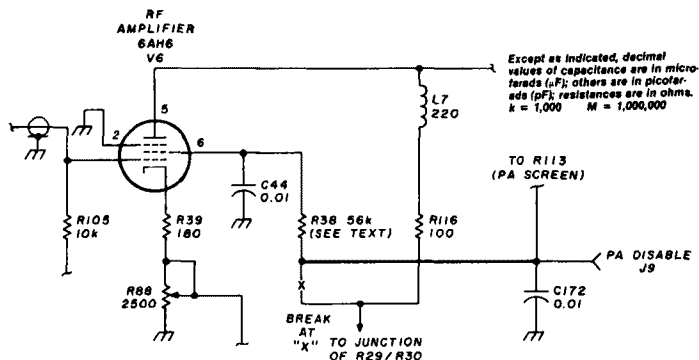 RF
AMPLIFIER
6AH6
V6
Except as indicated, decimal
values of capacitance are in micro-
farads (µF); others are in picofar-
ads (pF); resistances are in ohms.
k = 1,000 M = 1,000,000
5
2
6
L7
220
TO R113
(PA SCREEN)
C44
0.01
R105
10k
R39
180
R38 56k
(SEE TEXT)
R116
100
PA DISABLE
J9
R88
2500
X
C172
0.01
BREAK
AT
"X"
TO JUNCTION
OF R29/R30